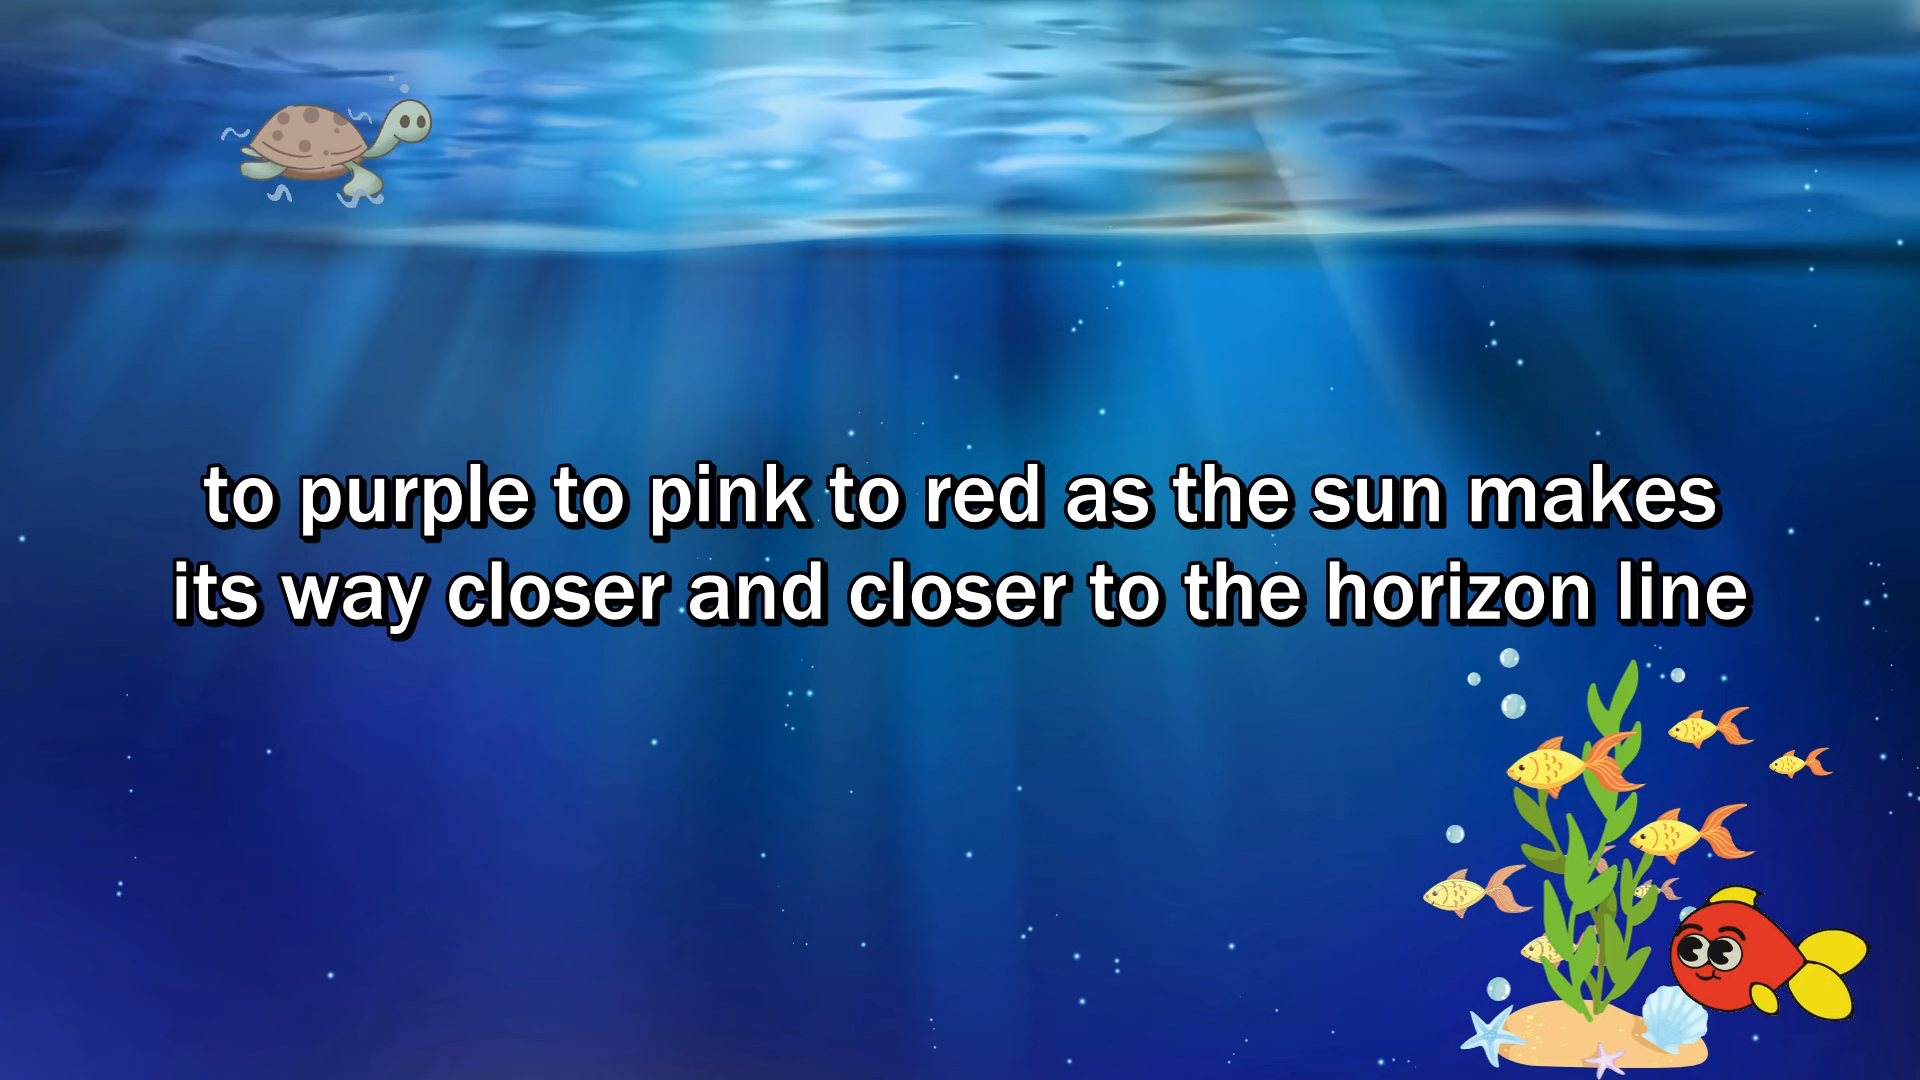 to purple to pink to red as the sun makes
its way closer and closer to the horizon line